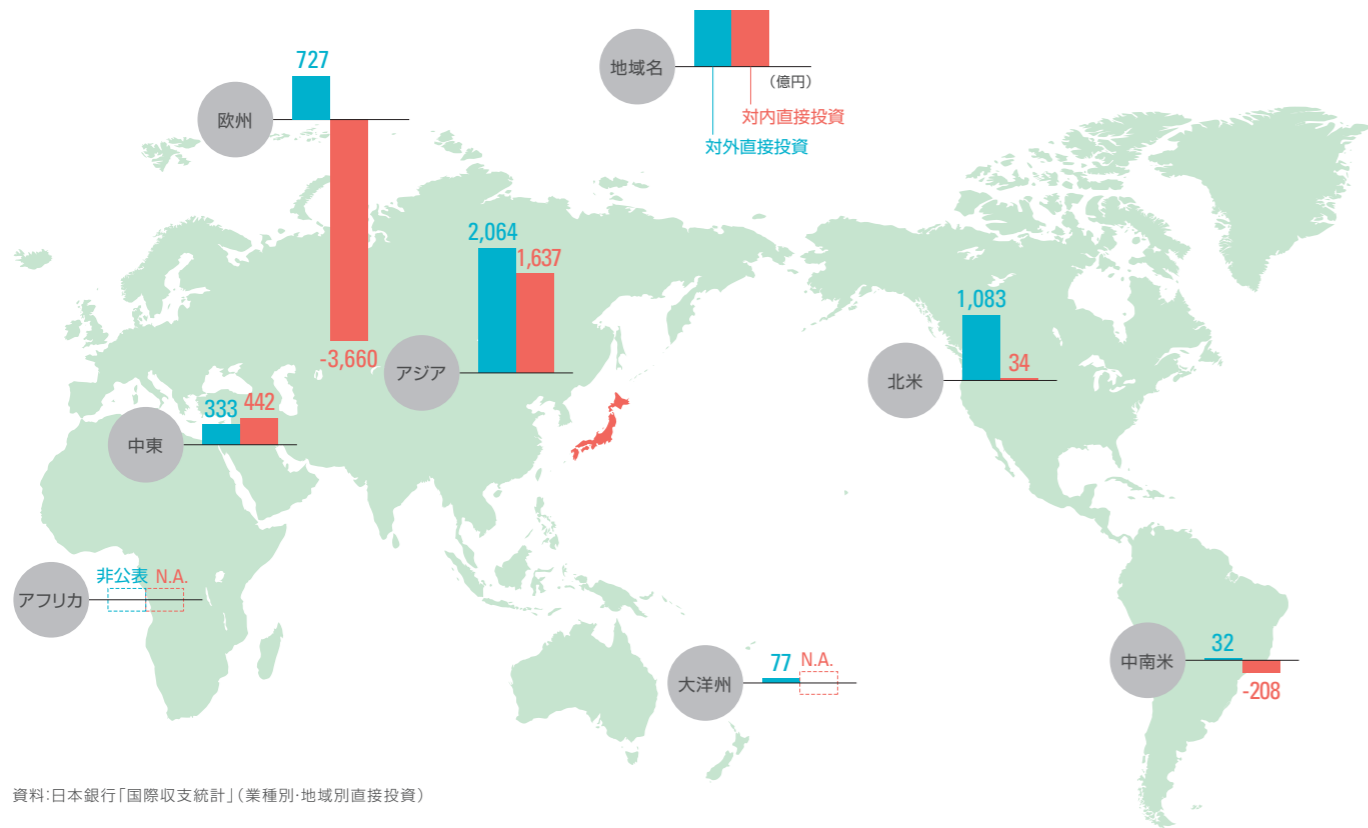 地域名
（億円）
対内直接投資
対外直接投資
欧州
727
-3,660
アジア
2,064
1,637
北米
1,083
34
中東
333
442
アフリカ
非公表
N.A.
大洋州
77
N.A.
中南米
32
-208
資料:日本銀行「国際収支統計」（業種別・地域別直接投資）